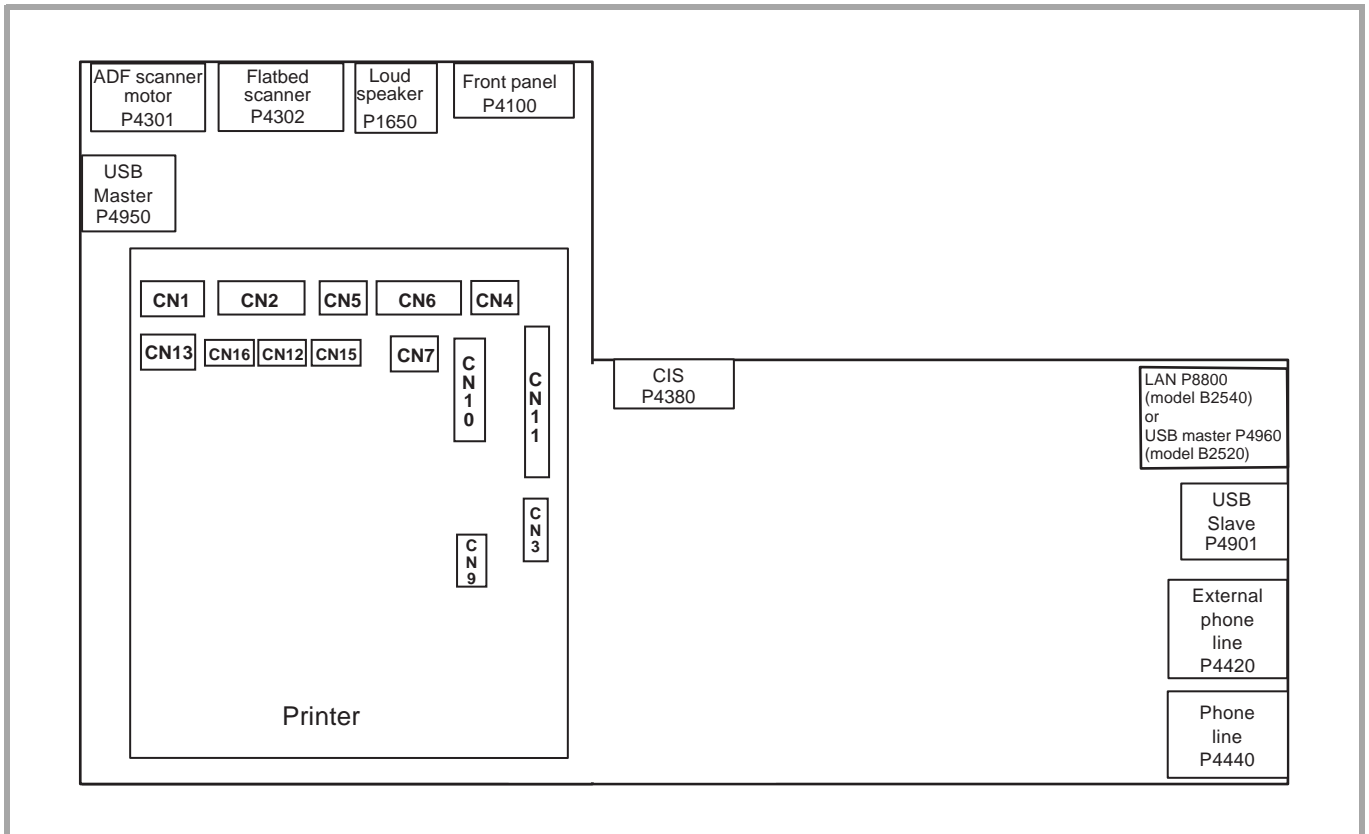 ADF scanner
motor
P4301
Flatbed
scanner
P4302
Loud
speaker
P1650
Front panel
P4100
USB
Master
P4950
CN1
CN2
CN5
CN6
CN4
CN13
CN16
CN12
CN15
CN7
CN10
CN11
CN3
CN9
Printer
CIS
P4380
LAN P8800
(model B2540)
or
USB master P4960
(model B2520)
USB
Slave
P4901
External
phone
line
P4420
Phone
line
P4440